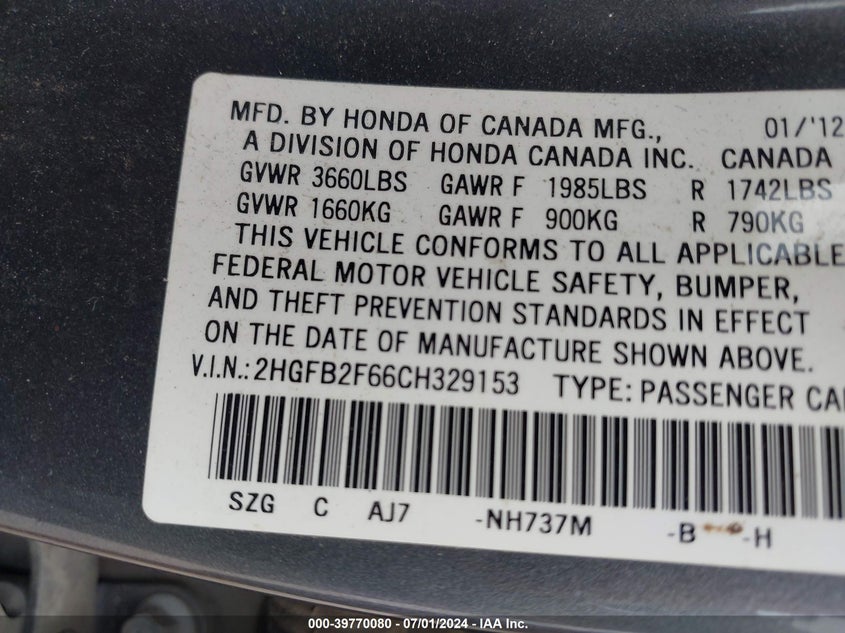 MFD. BY HONDA OF CANADA MFG., 01/'12
A DIVISION OF HONDA CANADA INC. CANADA
GVWR 3660LBS GAWR F 1985LBS R 1742LBS
GVWR 1660KG GAWR F 900KG R 790KG
THIS VEHICLE CONFORMS TO ALL APPLICABLE
FEDERAL MOTOR VEHICLE SAFETY, BUMPER,
AND THEFT PREVENTION STANDARDS IN EFFECT
ON THE DATE OF MANUFACTURE SHOWN ABOVE.
V.I.N.: 2HGFB2F66CH329153 TYPE: PASSENGER CA
SZG C AJ7 -NH737M -B -H
000-39770080 - 07/01/2024 - IAA Inc.